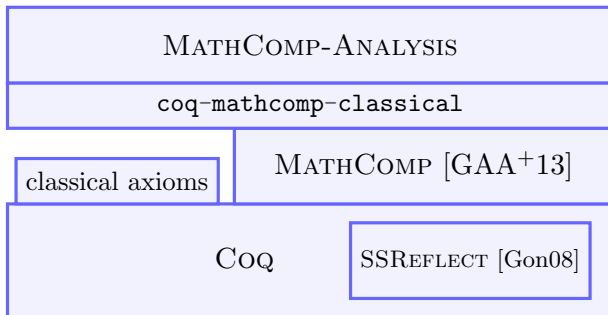 MATHCOMP-ANALYSIS
coq-mathcomp-classical
MATHCOMP [GAA+13]
classical axioms
COQ
SSREFLECT [Gon08]